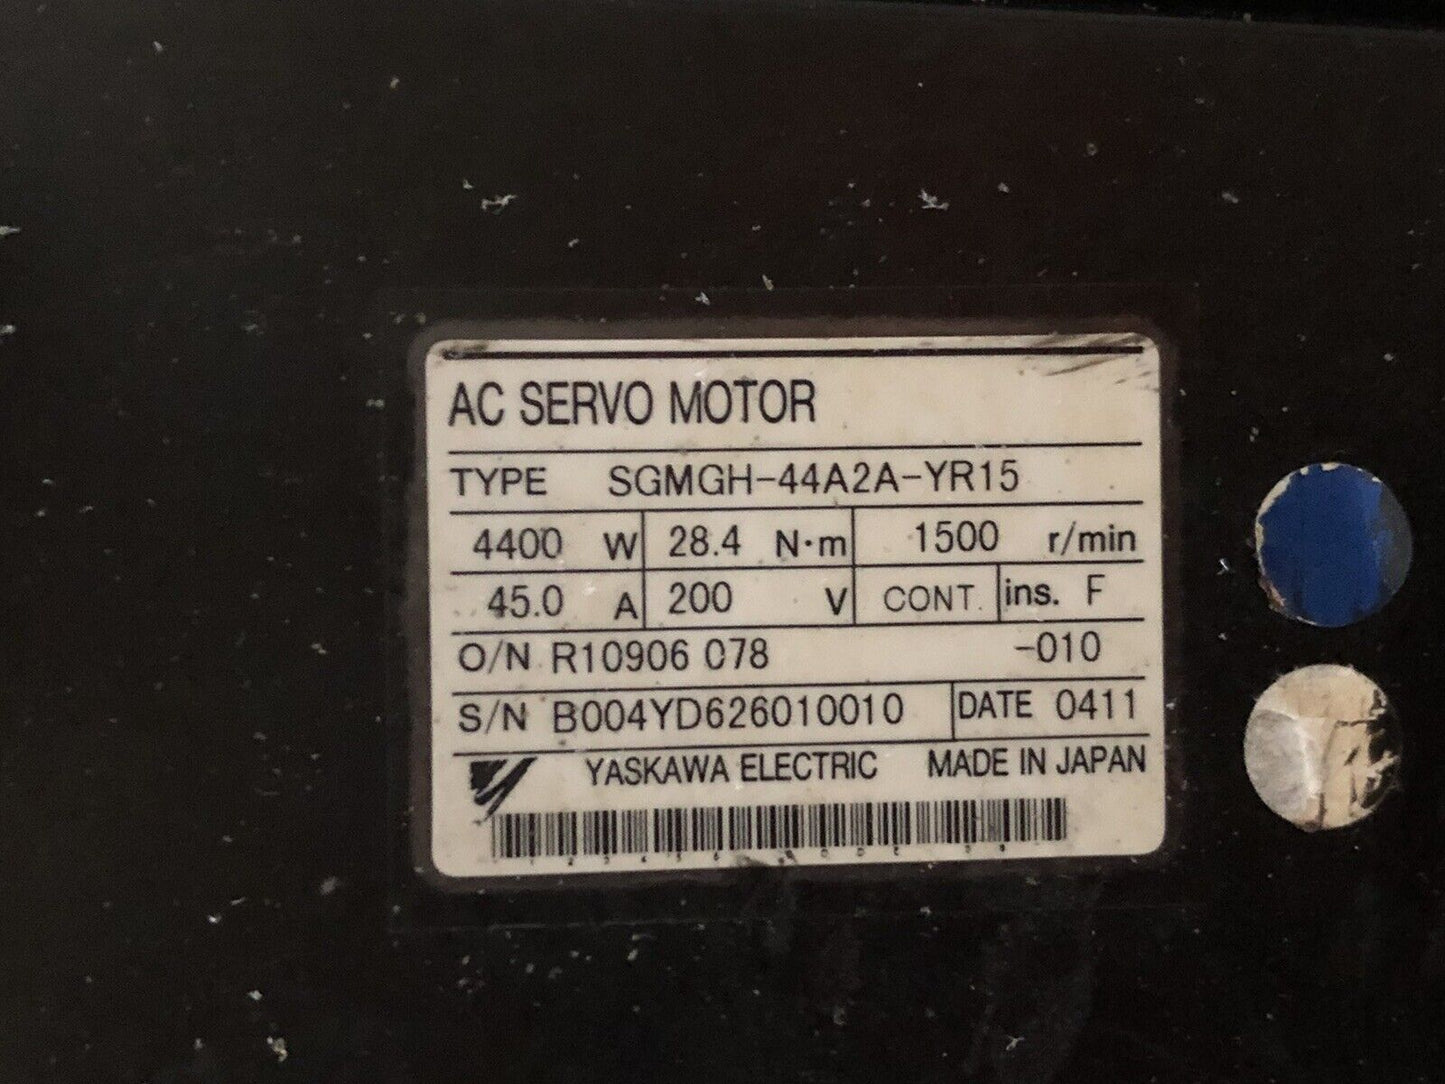 AC SERVO MOTOR
TYPE SGMGH-44A2A-YR15
4400 W 28.4 N·m 1500 r/min
45.0 A 200 V CONT. ins. F
O/N R10906 078 -010
S/N B004YD626010010 DATE 0411
YASKAWA ELECTRIC MADE IN JAPAN